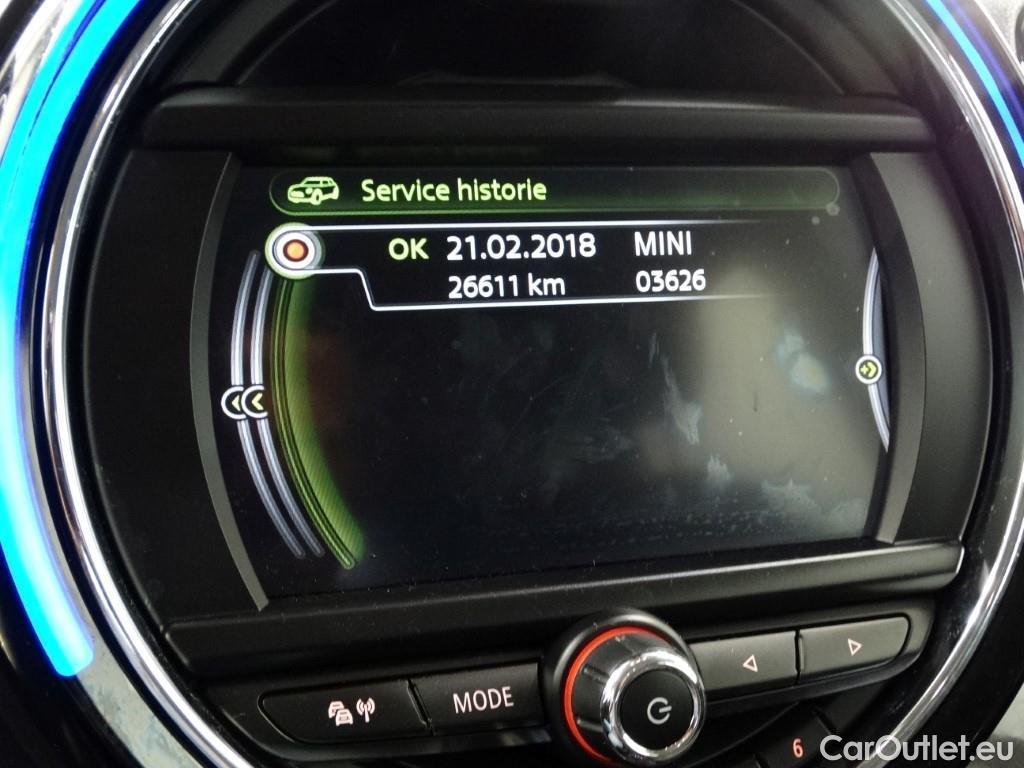 Service historie
OK 21.02.2018 MINI
26611 km 03626
MODE
6
CarOutlet.eu